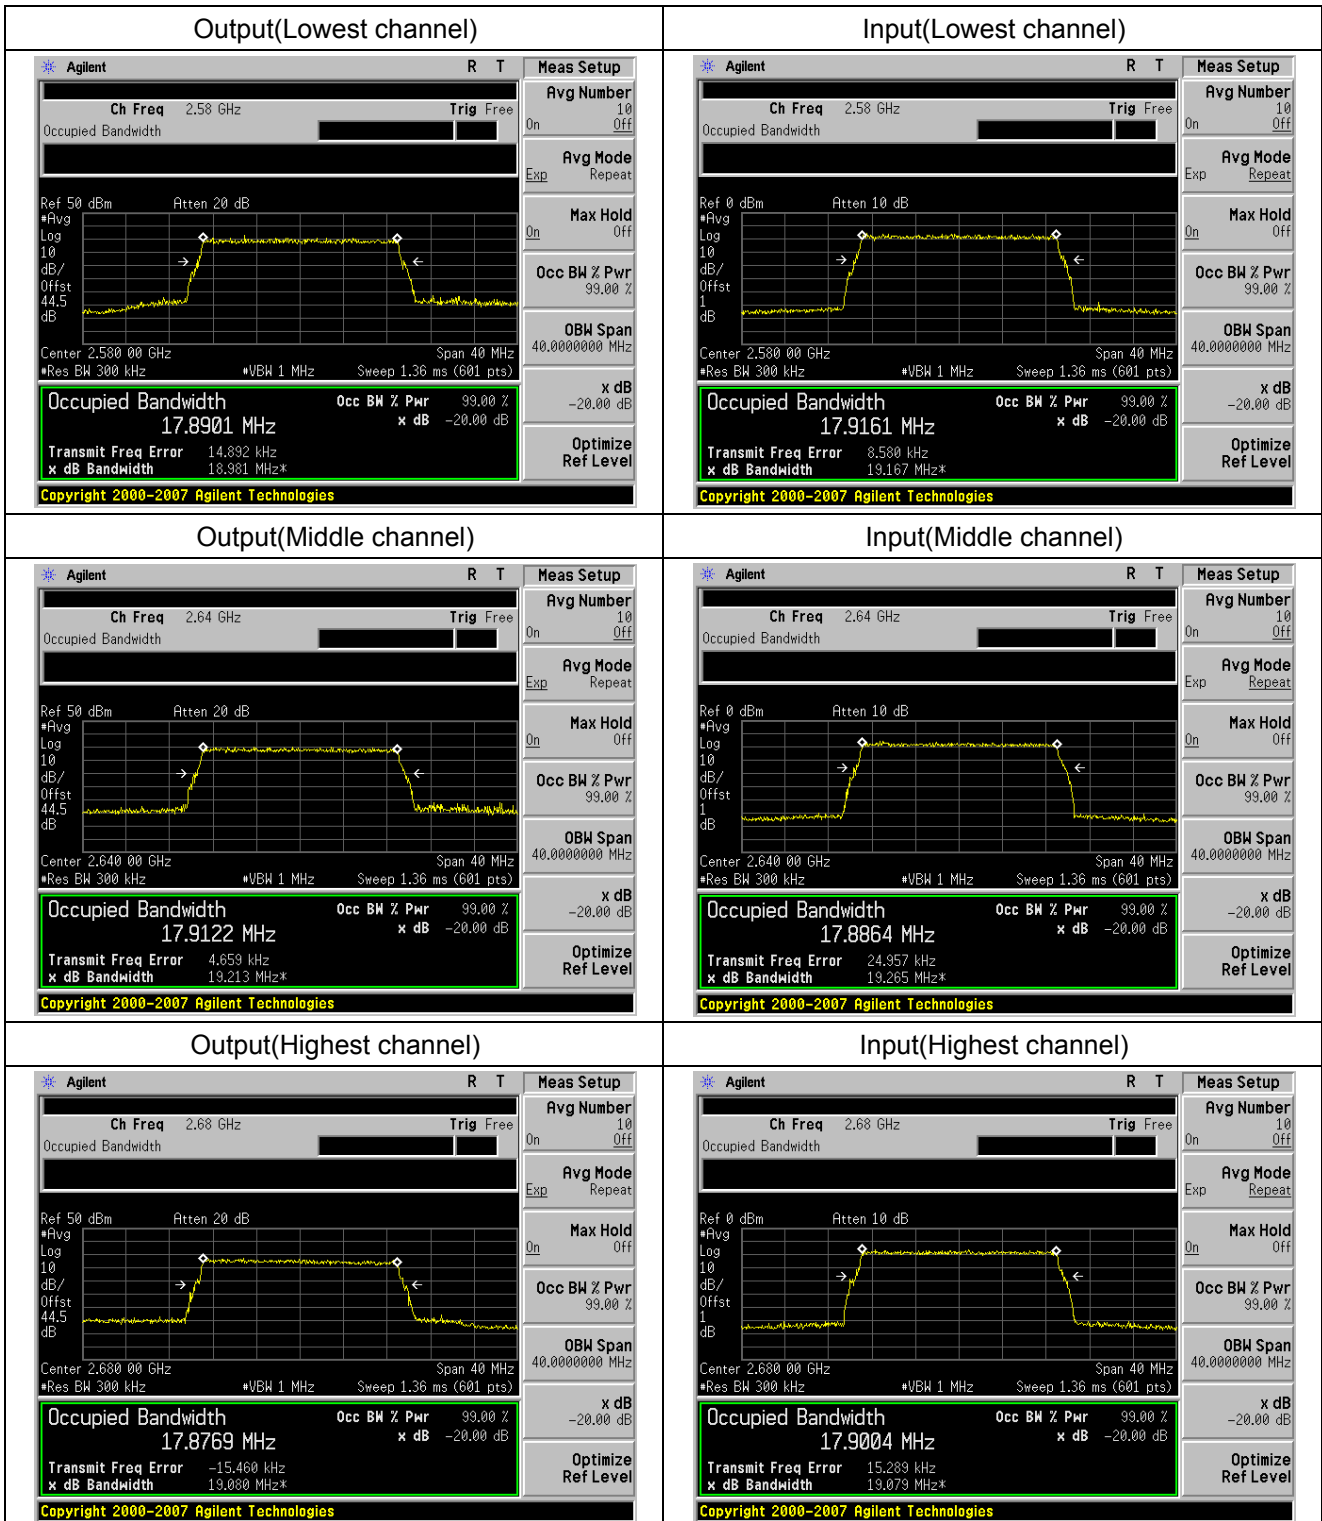 Output(Lowest channel)
Agilent R T Meas Setup
Ch Freq 2.58 GHz Trig Free
Occupied Bandwidth
Avg Number
10
On Off
Avg Mode
Exp Repeat
Ref 50 dBm Atten 20 dB
#Avg
Log
10
dB/
Offst
44.5
dB
Max Hold
On Off
Occ BW % Pwr
99.00 %
OBW Span
40.0000000 MHz
Center 2.580 00 GHz Span 40 MHz
#Res BW 300 kHz #VBW 1 MHz Sweep 1.36 ms (601 pts)
x dB
-20.00 dB
Optimize
Ref Level
Occupied Bandwidth Occ BW % Pwr 99.00 %
17.8901 MHz x dB -20.00 dB
Transmit Freq Error 14.892 kHz
x dB Bandwidth 18.981 MHz*
Copyright 2000-2007 Agilent Technologies
Input(Lowest channel)
Agilent R T Meas Setup
Ch Freq 2.58 GHz Trig Free
Occupied Bandwidth
Avg Number
10
On Off
Avg Mode
Exp Repeat
Ref 0 dBm Atten 10 dB
#Avg
Log
10
dB/
Offst
1
dB
Max Hold
On Off
Occ BW % Pwr
99.00 %
OBW Span
40.0000000 MHz
Center 2.580 00 GHz Span 40 MHz
#Res BW 300 kHz #VBW 1 MHz Sweep 1.36 ms (601 pts)
x dB
-20.00 dB
Optimize
Ref Level
Occupied Bandwidth Occ BW % Pwr 99.00 %
17.9161 MHz x dB -20.00 dB
Transmit Freq Error 8.580 kHz
x dB Bandwidth 19.167 MHz*
Copyright 2000-2007 Agilent Technologies
Output(Middle channel)
Agilent R T Meas Setup
Ch Freq 2.64 GHz Trig Free
Occupied Bandwidth
Avg Number
10
On Off
Avg Mode
Exp Repeat
Ref 50 dBm Atten 20 dB
#Avg
Log
10
dB/
Offst
44.5
dB
Max Hold
On Off
Occ BW % Pwr
99.00 %
OBW Span
40.0000000 MHz
Center 2.640 00 GHz Span 40 MHz
#Res BW 300 kHz #VBW 1 MHz Sweep 1.36 ms (601 pts)
x dB
-20.00 dB
Optimize
Ref Level
Occupied Bandwidth Occ BW % Pwr 99.00 %
17.9122 MHz x dB -20.00 dB
Transmit Freq Error 4.659 kHz
x dB Bandwidth 19.213 MHz*
Copyright 2000-2007 Agilent Technologies
Input(Middle channel)
Agilent R T Meas Setup
Ch Freq 2.64 GHz Trig Free
Occupied Bandwidth
Avg Number
10
On Off
Avg Mode
Exp Repeat
Ref 0 dBm Atten 10 dB
#Avg
Log
10
dB/
Offst
1
dB
Max Hold
On Off
Occ BW % Pwr
99.00 %
OBW Span
40.0000000 MHz
Center 2.640 00 GHz Span 40 MHz
#Res BW 300 kHz #VBW 1 MHz Sweep 1.36 ms (601 pts)
x dB
-20.00 dB
Optimize
Ref Level
Occupied Bandwidth Occ BW % Pwr 99.00 %
17.8864 MHz x dB -20.00 dB
Transmit Freq Error 24.957 kHz
x dB Bandwidth 19.265 MHz*
Copyright 2000-2007 Agilent Technologies
Output(Highest channel)
Agilent R T Meas Setup
Ch Freq 2.68 GHz Trig Free
Occupied Bandwidth
Avg Number
10
On Off
Avg Mode
Exp Repeat
Ref 50 dBm Atten 20 dB
#Avg
Log
10
dB/
Offst
44.5
dB
Max Hold
On Off
Occ BW % Pwr
99.00 %
OBW Span
40.0000000 MHz
Center 2.680 00 GHz Span 40 MHz
#Res BW 300 kHz #VBW 1 MHz Sweep 1.36 ms (601 pts)
x dB
-20.00 dB
Optimize
Ref Level
Occupied Bandwidth Occ BW % Pwr 99.00 %
17.8769 MHz x dB -20.00 dB
Transmit Freq Error -15.460 kHz
x dB Bandwidth 19.080 MHz*
Copyright 2000-2007 Agilent Technologies
Input(Highest channel)
Agilent R T Meas Setup
Ch Freq 2.68 GHz Trig Free
Occupied Bandwidth
Avg Number
10
On Off
Avg Mode
Exp Repeat
Ref 0 dBm Atten 10 dB
#Avg
Log
10
dB/
Offst
1
dB
Max Hold
On Off
Occ BW % Pwr
99.00 %
OBW Span
40.0000000 MHz
Center 2.680 00 GHz Span 40 MHz
#Res BW 300 kHz #VBW 1 MHz Sweep 1.36 ms (601 pts)
x dB
-20.00 dB
Optimize
Ref Level
Occupied Bandwidth Occ BW % Pwr 99.00 %
17.9004 MHz x dB -20.00 dB
Transmit Freq Error 15.289 kHz
x dB Bandwidth 19.079 MHz*
Copyright 2000-2007 Agilent Technologies